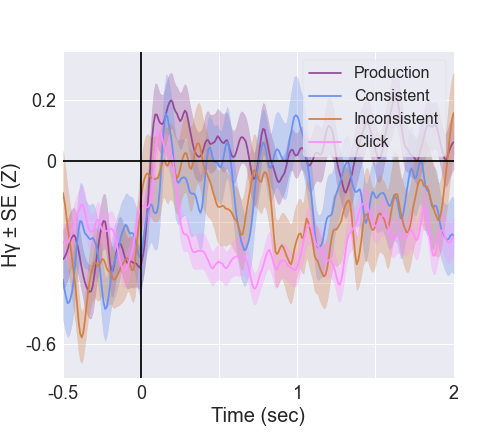 Production
Consistent
Inconsistent
Click
0.2
0
-0.6
Hγ ± SE (Z)
-0.5
0
1
2
Time (sec)